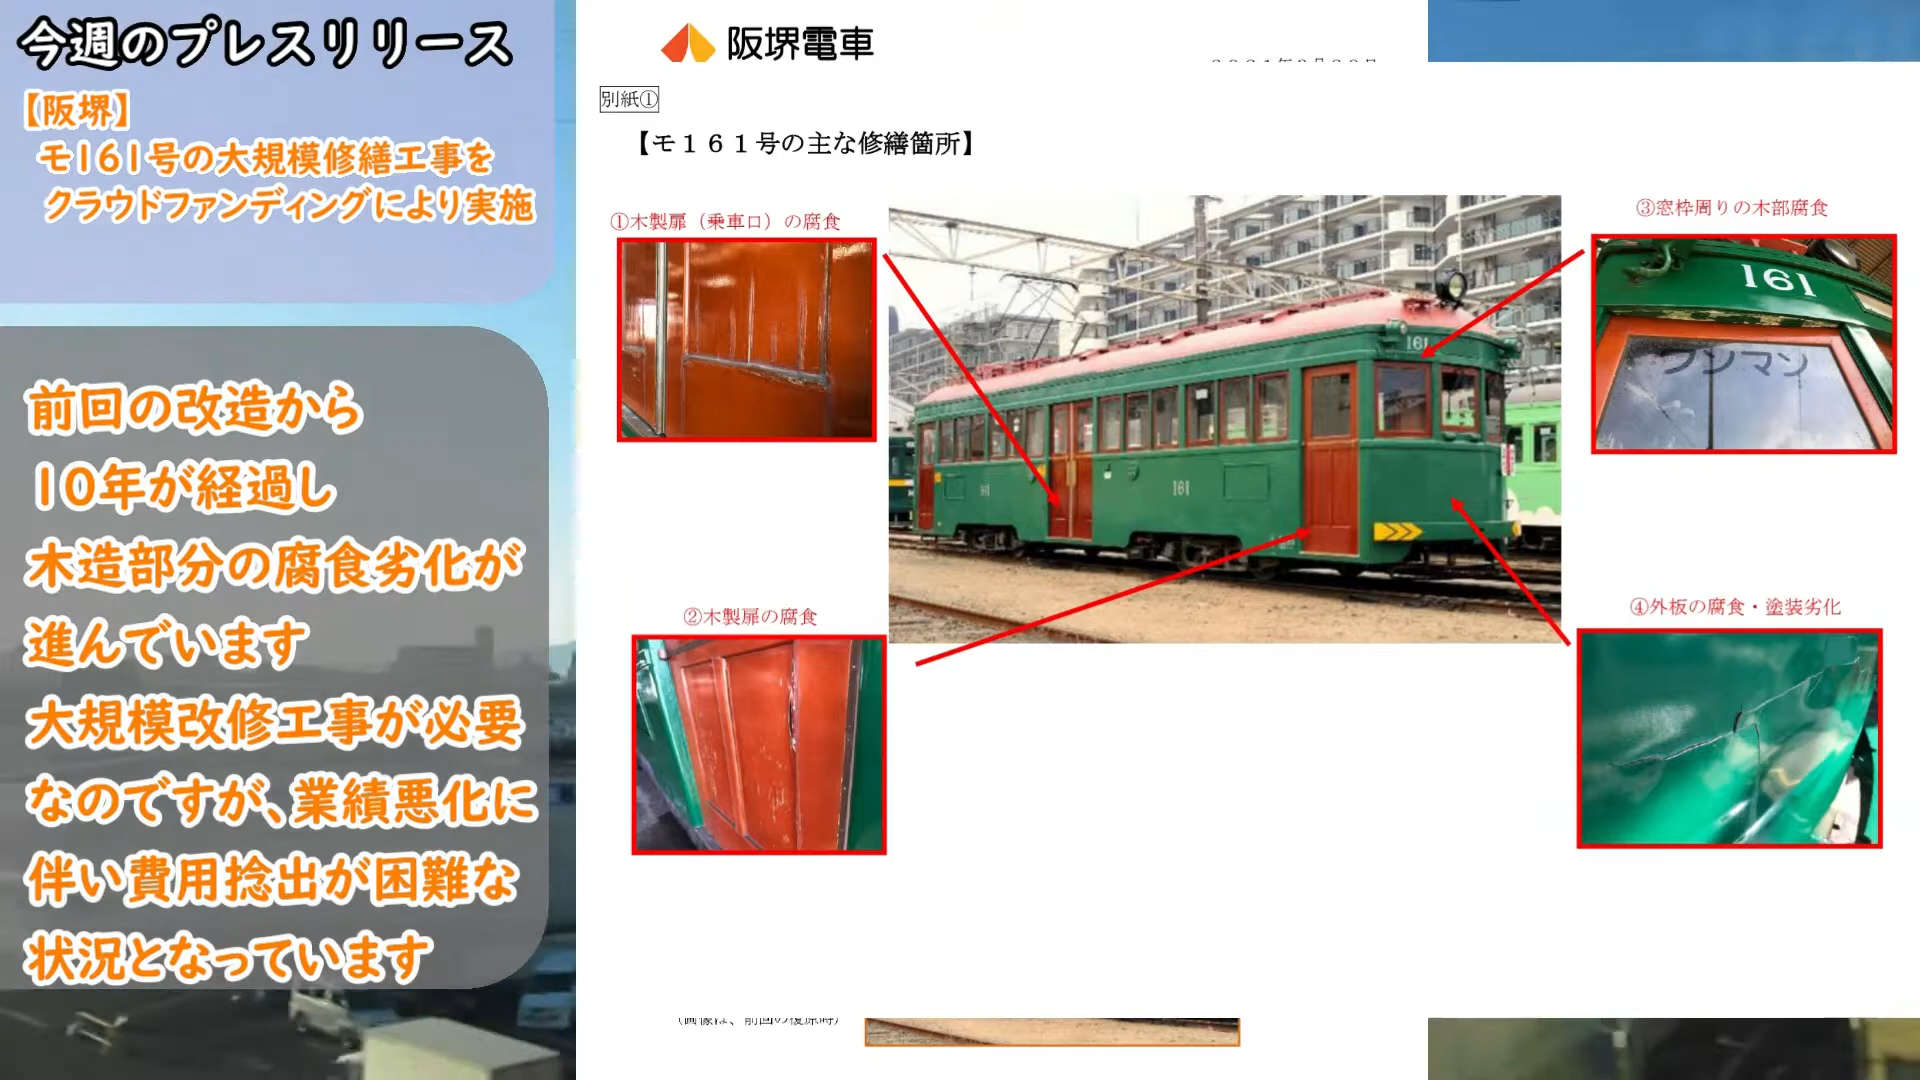 今週のプレスリリース
【阪堺】
モ161号の大規模修繕工事を
クラウドファンディングにより実施
前回の改造から
10年が経過し
木造部分の腐食劣化が
進んでいます
大規模改修工事が必要
なのですが、業績悪化に
伴い費用捻出が困難な
状況となっています
阪堺電車
別紙①
【モ１６１号の主な修繕箇所】
①木製扉（乗車口）の腐食
③窓枠周りの木部腐食
161
ワンマン
161
161
②木製扉の腐食
④外板の腐食・塗装劣化